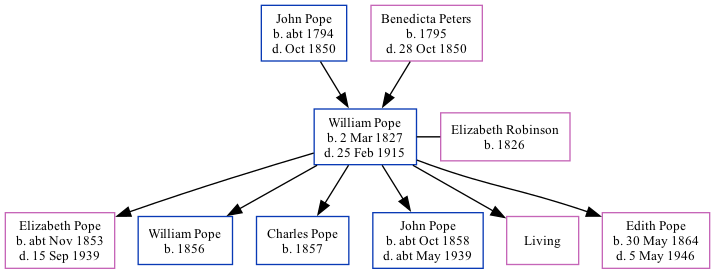 John Pope
b. abt 1794
d. Oct 1850
Benedicta Peters
b. 1795
d. 28 Oct 1850
William Pope
b. 2 Mar 1827
d. 25 Feb 1915
Elizabeth Robinson
b. 1826
Elizabeth Pope
b. abt Nov 1853
d. 15 Sep 1939
William Pope
b. 1856
Charles Pope
b. 1857
John Pope
b. abt Oct 1858
d. abt May 1939
Living
Edith Pope
b. 30 May 1864
d. 5 May 1946